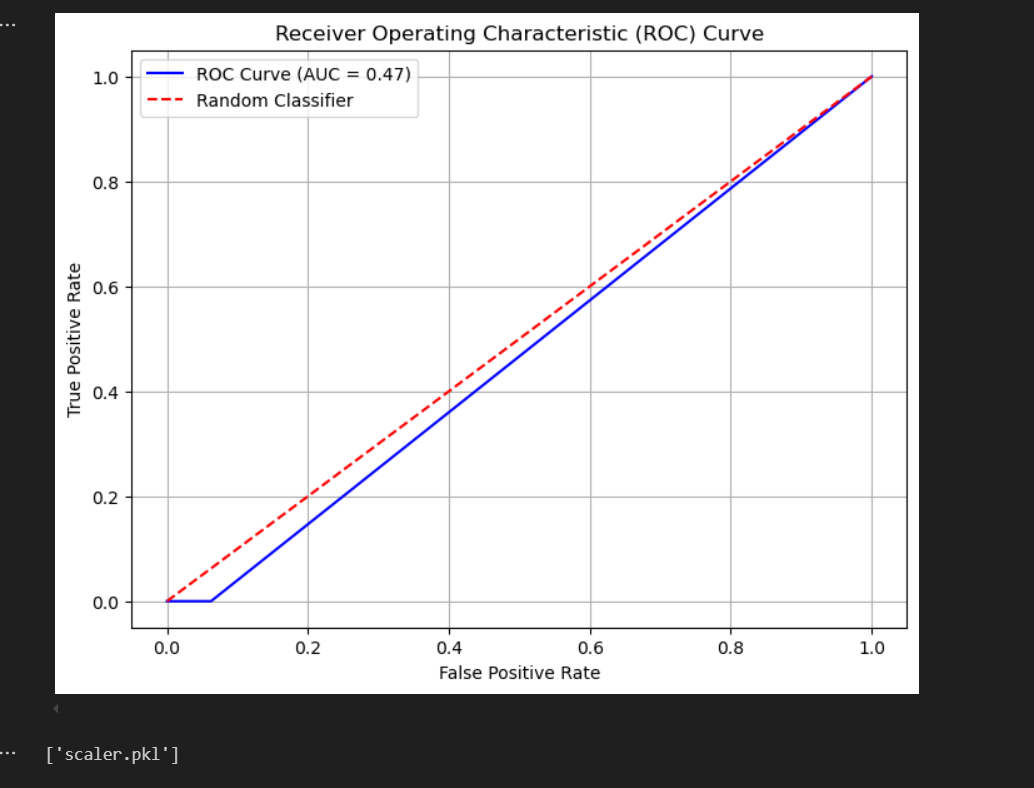 ...
Receiver Operating Characteristic (ROC) Curve
ROC Curve (AUC = 0.47)
Random Classifier
1.0
0.8
0.6
0.4
0.2
0.0
True Positive Rate
0.0 0.2 0.4 0.6 0.8 1.0
False Positive Rate
... ['scaler.pkl']